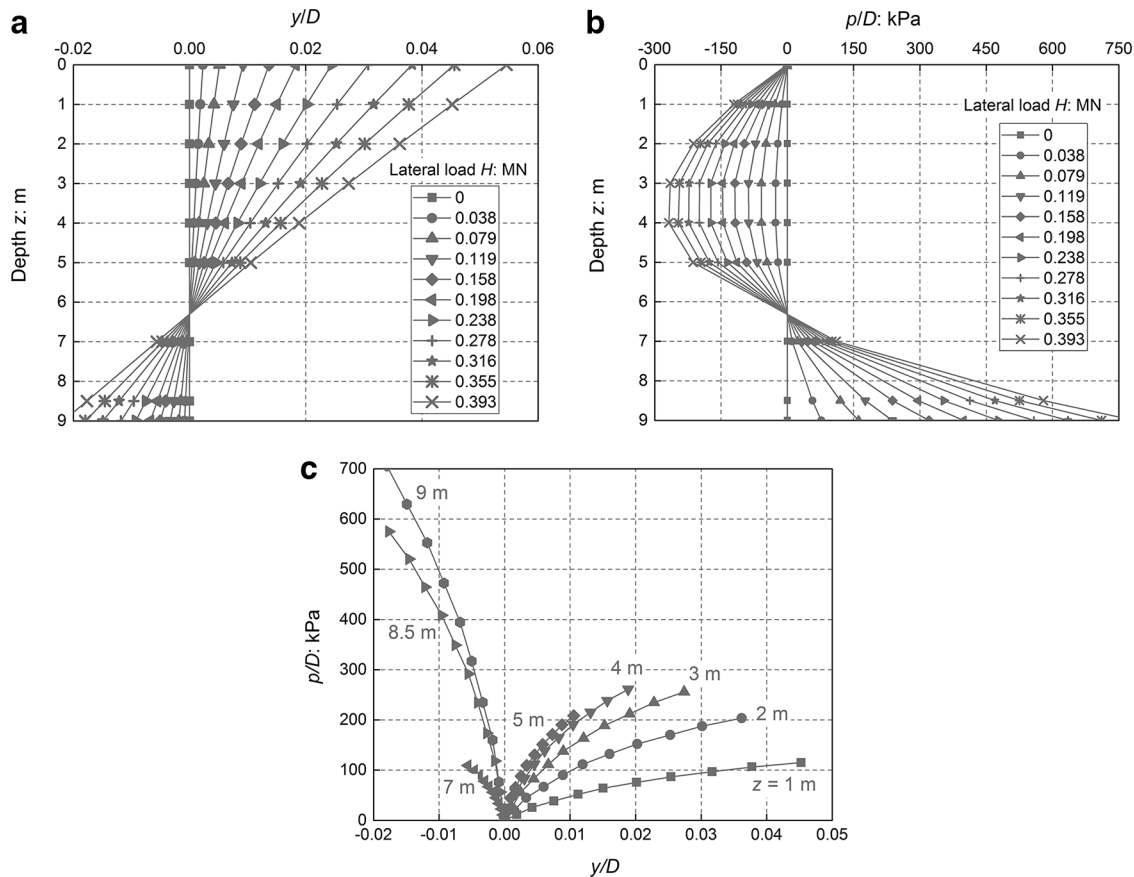 a
y/D
-0.02 0.00 0.02 0.04 0.06
0
1
2
3
4
5
6
7
8
9
Depth z: m
Lateral load H: MN
0
0.038
0.079
0.119
0.158
0.198
0.238
0.278
0.316
0.355
0.393
b
p/D: kPa
-300 -150 0 150 300 450 600 750
0
1
2
3
4
5
6
7
8
9
Depth z: m
Lateral load H: MN
0
0.038
0.079
0.119
0.158
0.198
0.238
0.278
0.316
0.355
0.393
c
700
600
500
400
300
200
100
0
p/D: kPa
9 m
8.5 m
7 m
5 m
4 m
3 m
2 m
z = 1 m
-0.02 -0.01 0.00 0.01 0.02 0.03 0.04 0.05
y/D